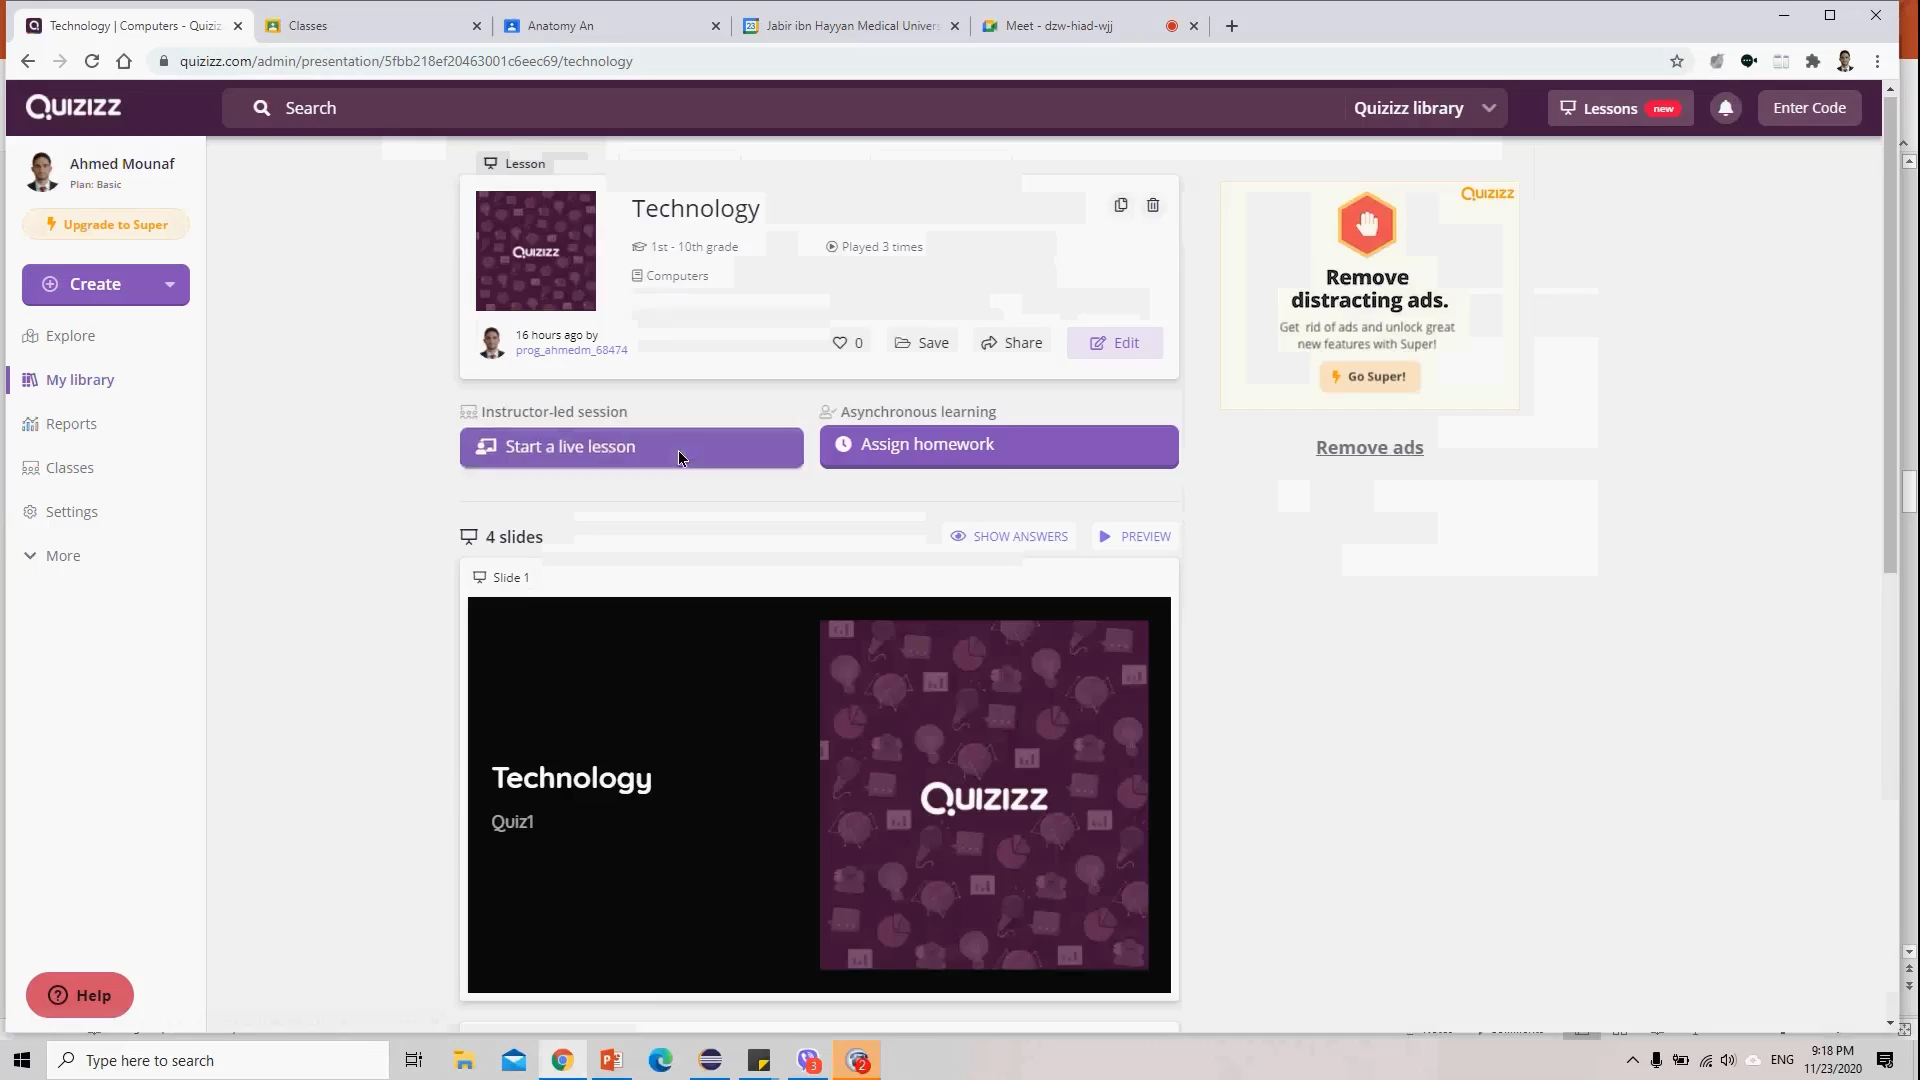 Technology | Computers - Quiziz
Classes
Anatomy An
Jabir ibn Hayyan Medical Univer
Meet - dzw-hiad-wjj
quizizz.com/admin/presentation/5fbb218ef20463001c6eec69/technology
QUIZIZZ
Search
Quizizz library
Lessons new
Enter Code
Ahmed Mounaf
Plan: Basic
Upgrade to Super
Create
Explore
My library
Reports
Classes
Settings
More
Help
Lesson
QUIZIZZ
Technology
1st - 10th grade
Played 3 times
Computers
16 hours ago by
prog_ahmedm_68474
0
Save
Share
Edit
Instructor-led session
Asynchronous learning
Start a live lesson
Assign homework
4 slides
SHOW ANSWERS
PREVIEW
Slide 1
Technology
Quiz1
QUIZIZZ
QUIZIZZ
Remove
distracting ads.
Get rid of ads and unlock great
new features with Super!
Go Super!
Remove ads
Type here to search
3
2
ENG
9:18 PM
11/23/2020